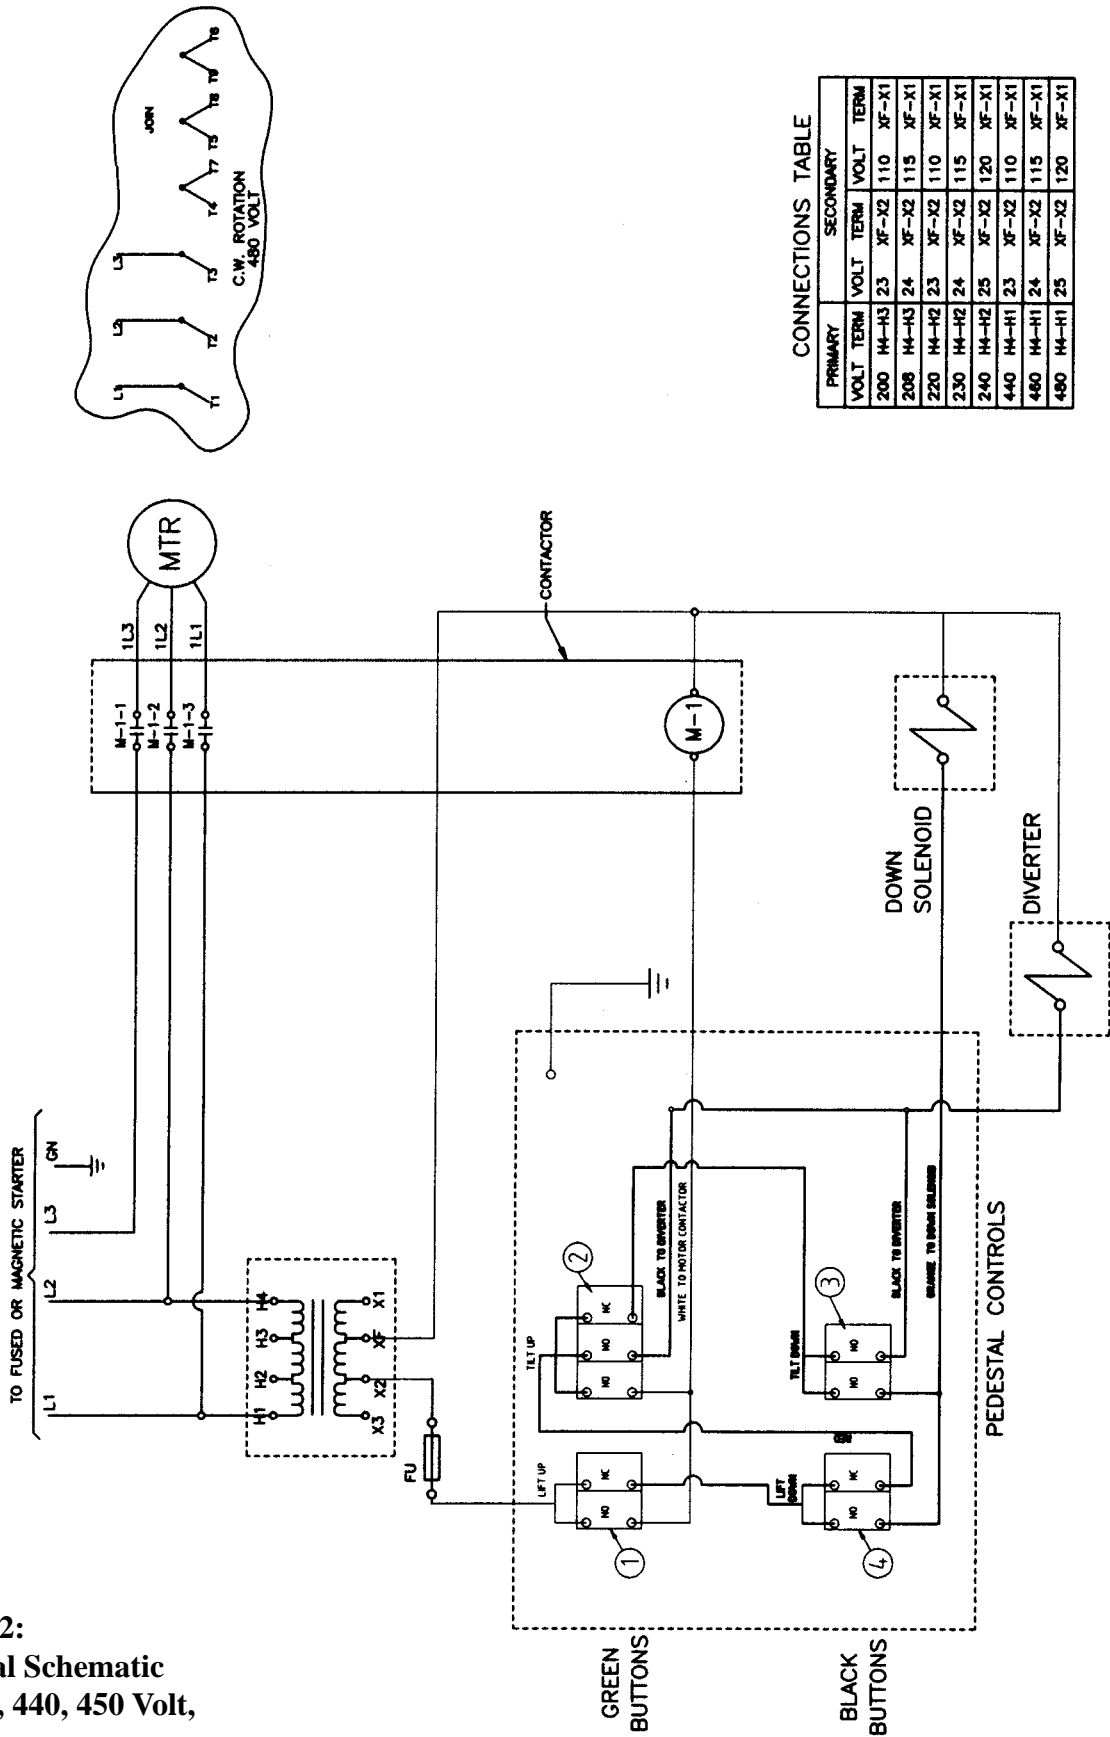 2:
al Schematic
, 440, 450 Volt,
TO FUSED OR MAGNETIC STARTER
L1
L2
L3
GN
H1
H2
H3
H4
X3
X2
XF
X1
FU
M-1-1
M-1-2
M-1-3
1L3
1L2
1L1
MTR
CONTACTOR
M-1
L1
L2
L3
JOIN
T1
T2
T3
T4
T7
T5
T8
T9
T6
C.W. ROTATION
480 VOLT
LIFT UP
NO
NC
1
TILT UP
NO
NO
NC
2
BLACK TO DIVERTER
WHITE TO MOTOR CONTACTOR
LIFT
DOWN
NO
NC
4
TILT DOWN
NO
NO
3
BLACK TO DIVERTER
ORANGE TO DOWN SOLENOID
GREEN
BUTTONS
BLACK
BUTTONS
PEDESTAL CONTROLS
DOWN
SOLENOID
DIVERTER
CONNECTIONS TABLE
PRIMARY SECONDARY
VOLT TERM VOLT TERM VOLT TERM
200 H4-H3 23 XF-X2 110 XF-X1
208 H4-H3 24 XF-X2 115 XF-X1
220 H4-H2 23 XF-X2 110 XF-X1
230 H4-H2 24 XF-X2 115 XF-X1
240 H4-H2 25 XF-X2 120 XF-X1
440 H4-H1 23 XF-X2 110 XF-X1
460 H4-H1 24 XF-X2 115 XF-X1
480 H4-H1 25 XF-X2 120 XF-X1